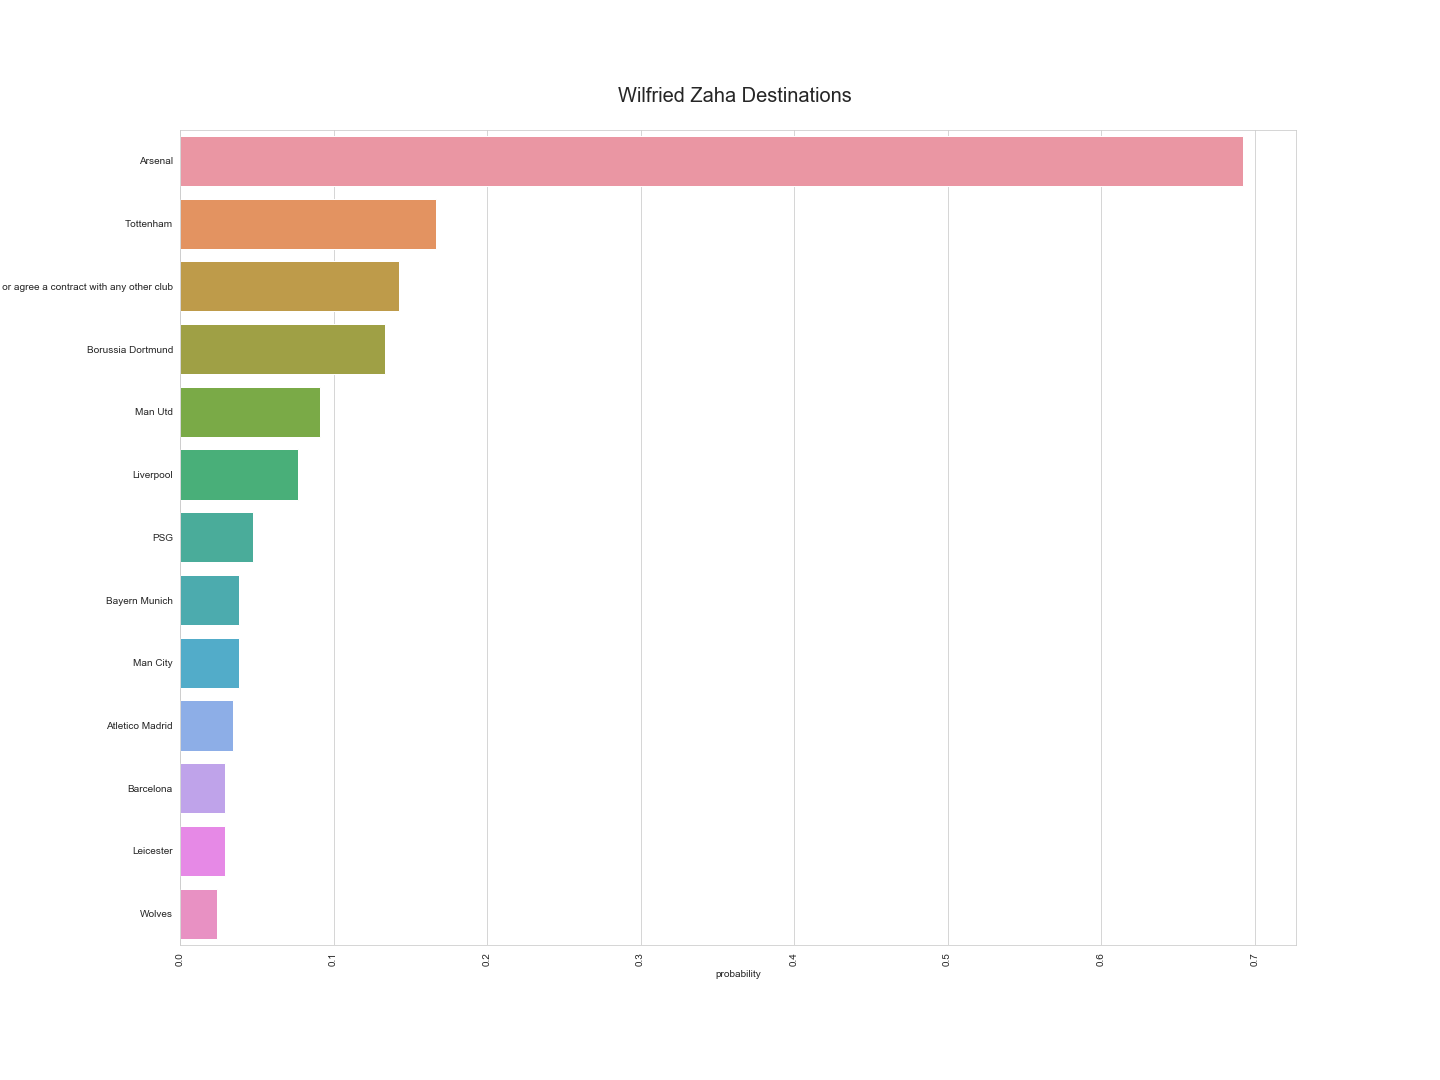 Wilfried Zaha Destinations
Arsenal
Tottenham
or agree a contract with any other club
Borussia Dortmund
Man Utd
Liverpool
PSG
Bayern Munich
Man City
Atletico Madrid
Barcelona
Leicester
Wolves
0.0 0.1 0.2 0.3 0.4 0.5 0.6 0.7
probability